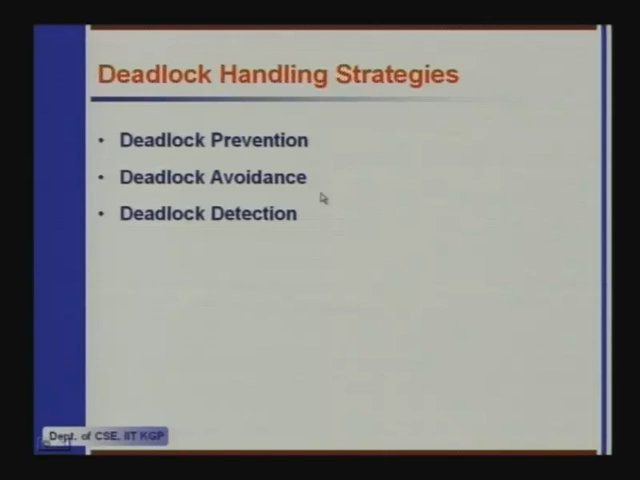 Deadlock Handling Strategies
• Deadlock Prevention
• Deadlock Avoidance
• Deadlock Detection
Dept. of CSE, IIT KGP